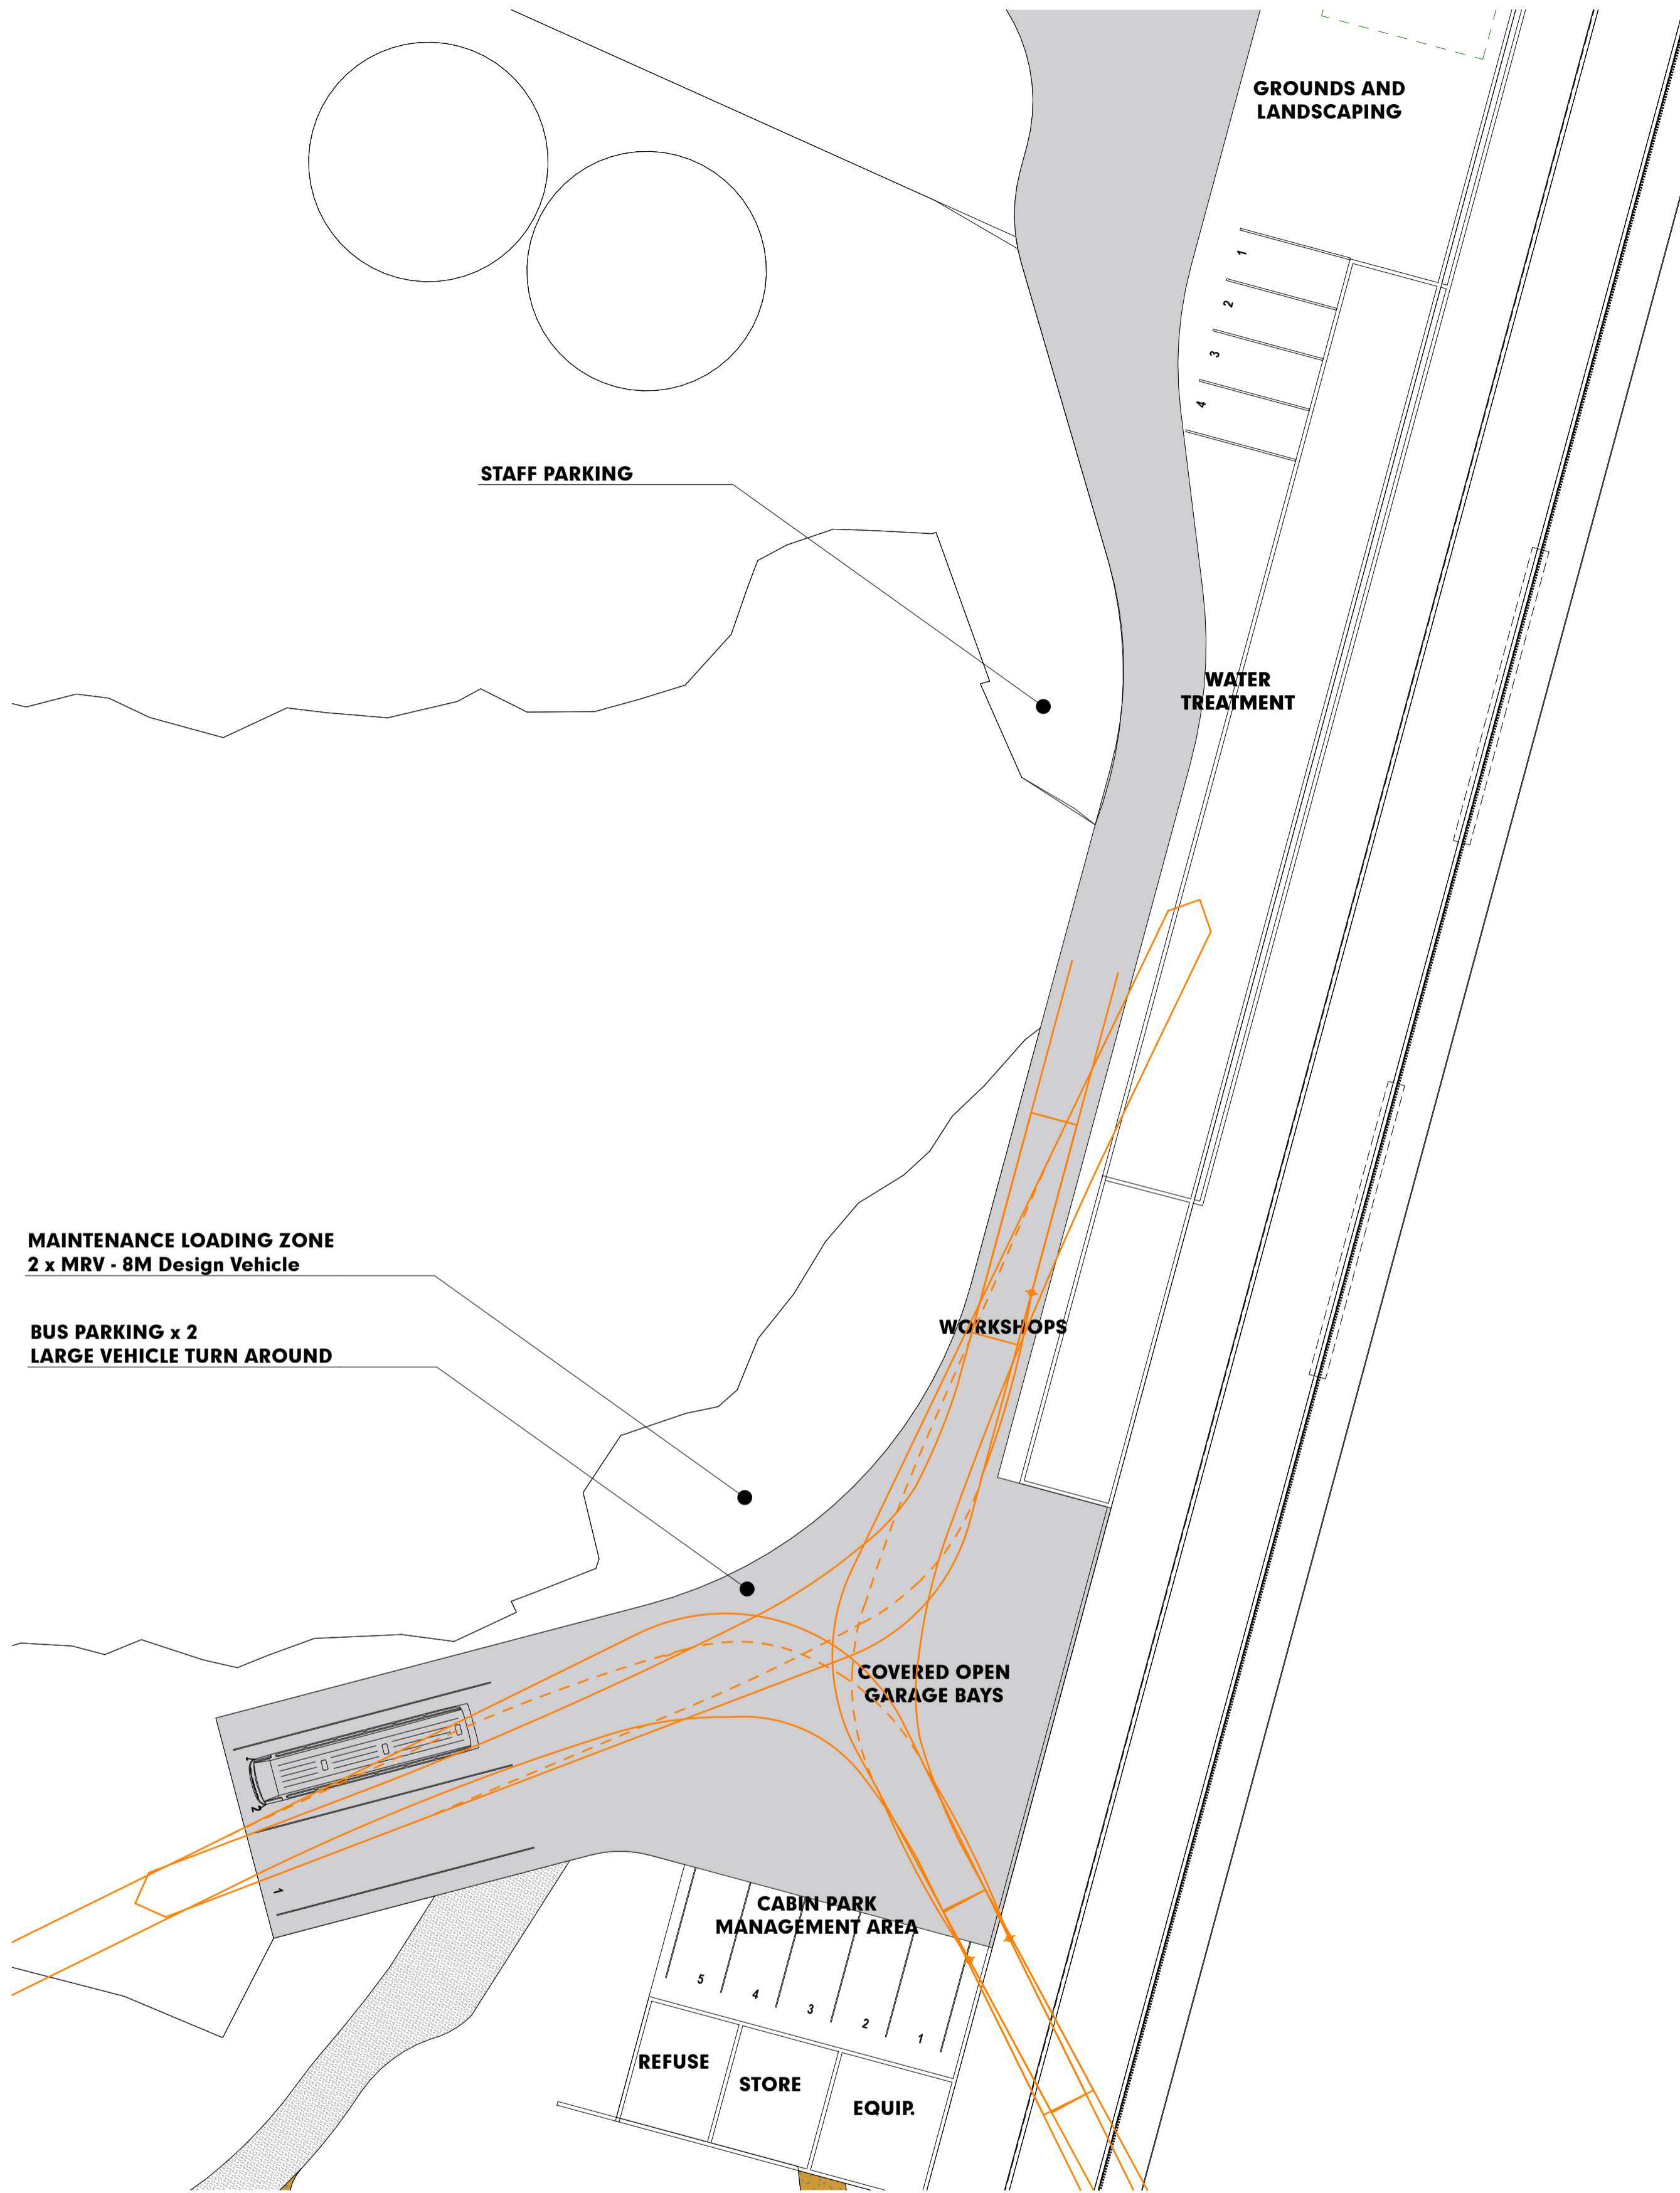 GROUNDS AND
LANDSCAPING
1
2
3
4
STAFF PARKING
WATER
TREATMENT
MAINTENANCE LOADING ZONE
2 x MRV - 8M Design Vehicle
WORKSHOPS
BUS PARKING x 2
LARGE VEHICLE TURN AROUND
COVERED OPEN
GARAGE BAYS
2
1
CABIN PARK
MANAGEMENT AREA
5
4
3
2
1
REFUSE
STORE
EQUIP.